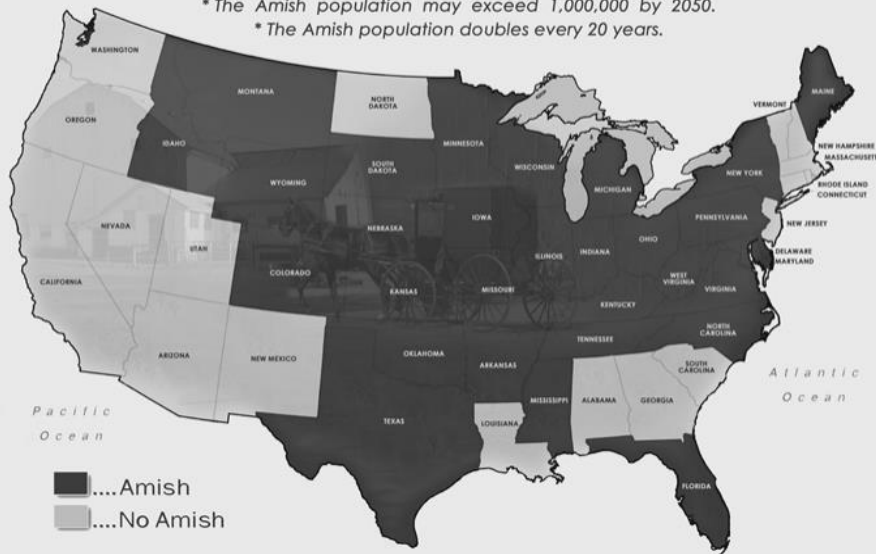 * The Amish population may exceed 1,000,000 by 2050.
* The Amish population doubles every 20 years.
WASHINGTON
MONTANA
NORTH
DAKOTA
MINNESOTA
VERMONT
MAINE
OREGON
IDAHO
SOUTH
DAKOTA
WISCONSIN
NEW HAMPSHIRE
MASSACHUSETT
WYOMING
MICHIGAN
NEW YORK
RHODE ISLAND
CONNECTICUT
NEVADA
UTAH
NEBRASKA
IOWA
PENNSYLVANIA
NEW JERSEY
CALIFORNIA
COLORADO
KANSAS
MISSOURI
ILLINOIS
INDIANA
OHIO
WEST
VIRGINIA
VIRGINIA
DELAWARE
MARYLAND
KENTUCKY
ARIZONA
NEW MEXICO
OKLAHOMA
ARKANSAS
TENNESSEE
NORTH
CAROLINA
SOUTH
CAROLINA
Atlantic
Ocean
Pacific
Ocean
TEXAS
LOUISIANA
MISSISSIPPI
ALABAMA
GEORGIA
FLORIDA
....Amish
....No Amish